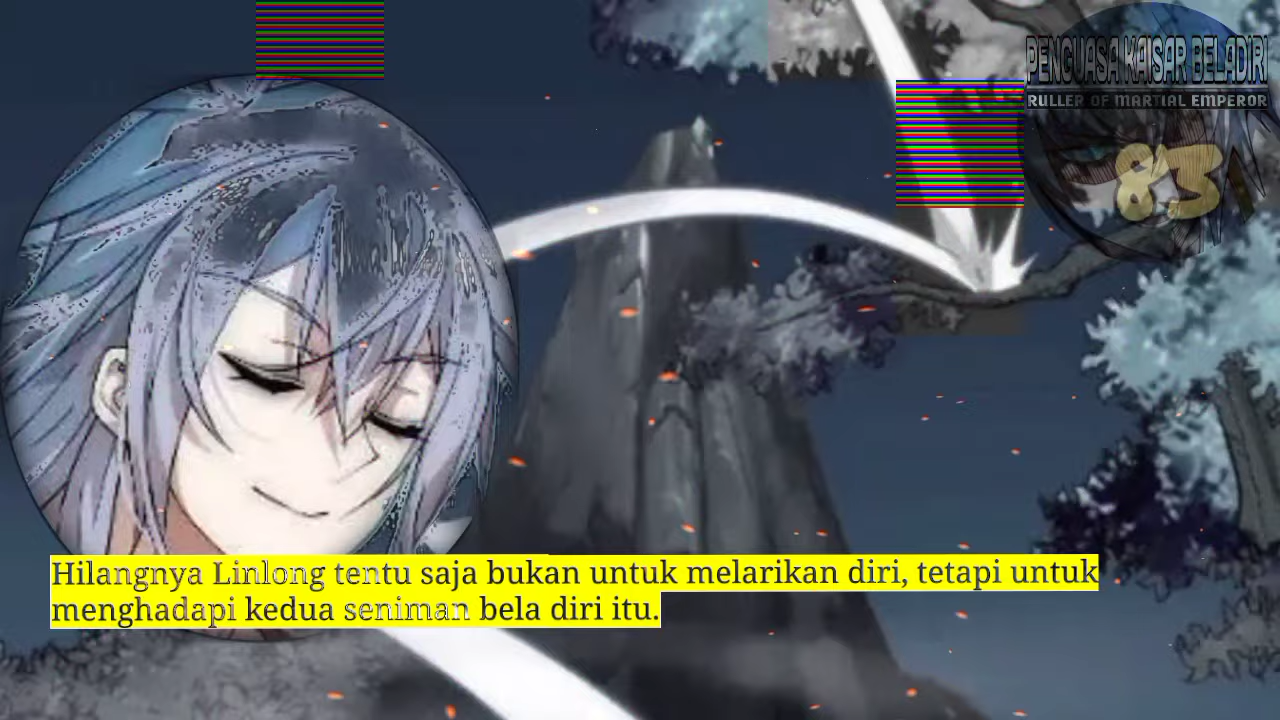 PENGUASA KAISAR BELADIRI
RULLER OF MARTIAL EMPEROR
83
Hilangnya Linlong tentu saja bukan untuk melarikan diri, tetapi untuk
menghadapi kedua seniman bela diri itu.